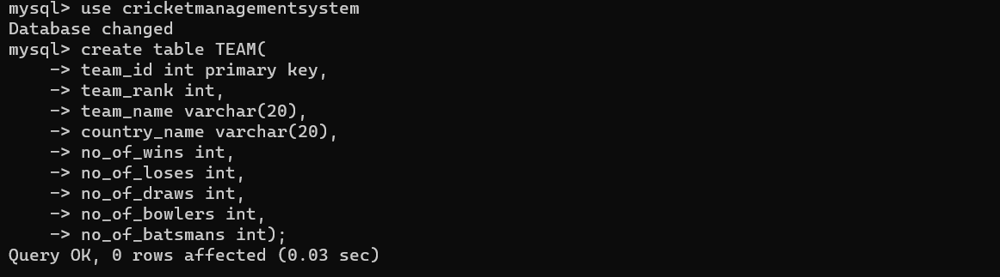 mysql> use cricketmanagementsystem
Database changed
mysql> create table TEAM(
    -> team_id int primary key,
    -> team_rank int,
    -> team_name varchar(20),
    -> country_name varchar(20),
    -> no_of_wins int,
    -> no_of_loses int,
    -> no_of_draws int,
    -> no_of_bowlers int,
    -> no_of_batsmans int);
Query OK, 0 rows affected (0.03 sec)